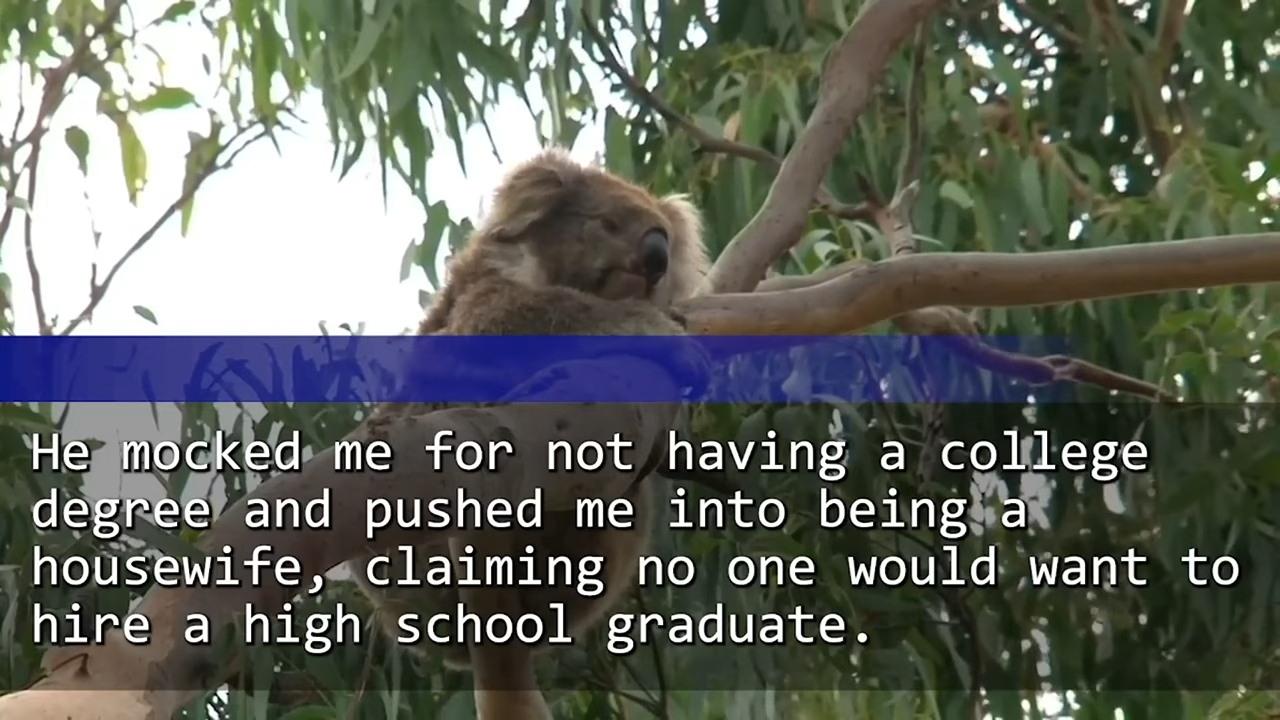 He mocked me for not having a college
degree and pushed me into being a
housewife, claiming no one would want to
hire a high school graduate.